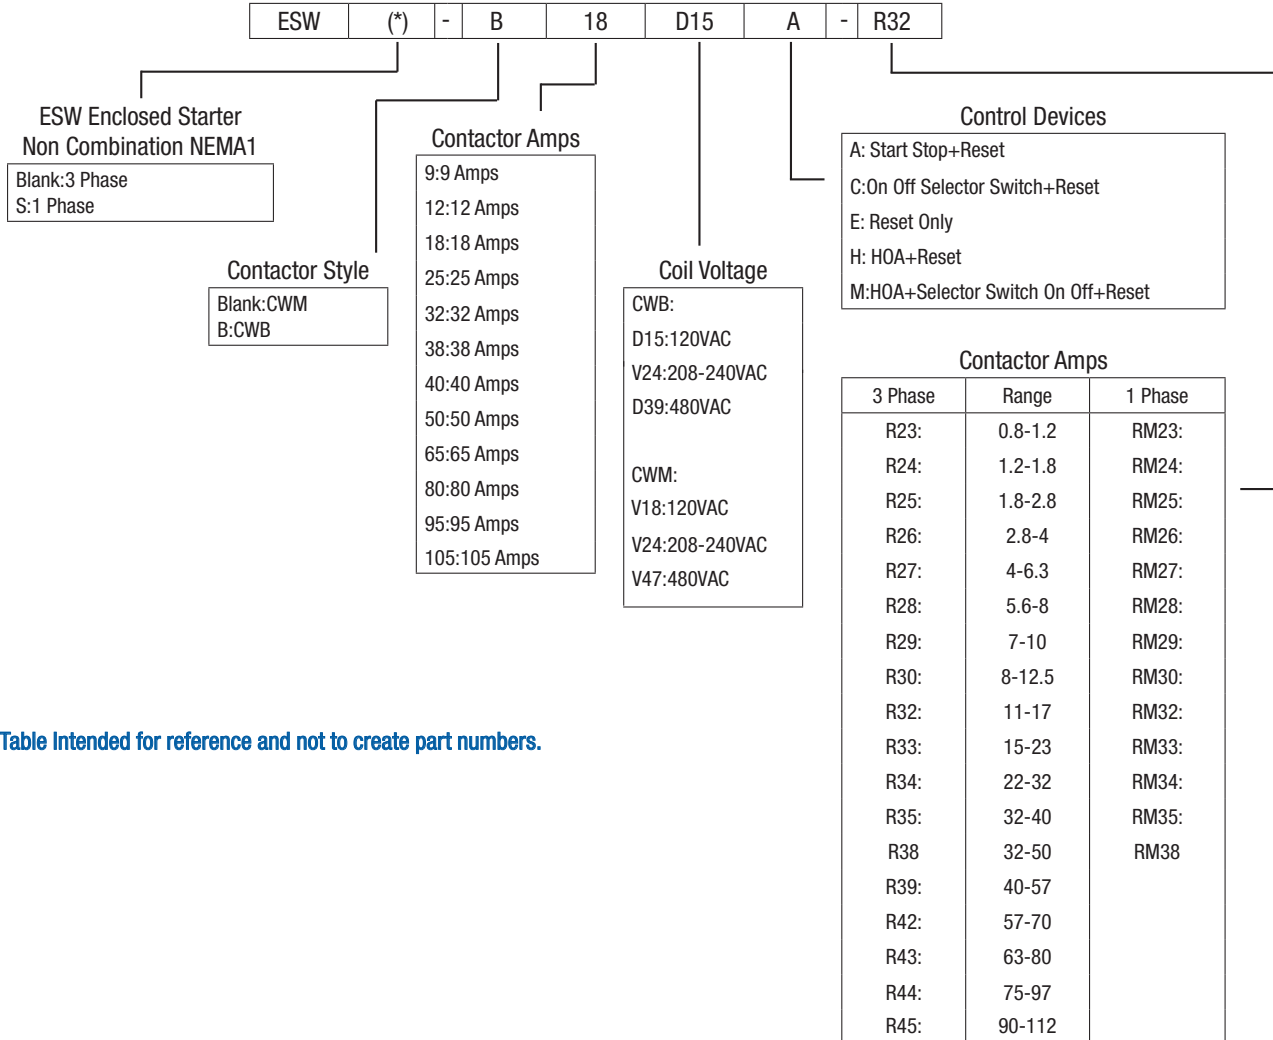 ESW (*) - B 18 D15 A - R32
ESW Enclosed Starter
Non Combination NEMA1
Blank:3 Phase
S:1 Phase
Contactor Style
Blank:CWM
B:CWB
Contactor Amps
9:9 Amps
12:12 Amps
18:18 Amps
25:25 Amps
32:32 Amps
38:38 Amps
40:40 Amps
50:50 Amps
65:65 Amps
80:80 Amps
95:95 Amps
105:105 Amps
Coil Voltage
CWB:
D15:120VAC
V24:208-240VAC
D39:480VAC
CWM:
V18:120VAC
V24:208-240VAC
V47:480VAC
Control Devices
A: Start Stop+Reset
C:On Off Selector Switch+Reset
E: Reset Only
H: HOA+Reset
M:HOA+Selector Switch On Off+Reset
Contactor Amps
3 Phase Range 1 Phase
R23: 0.8-1.2 RM23:
R24: 1.2-1.8 RM24:
R25: 1.8-2.8 RM25:
R26: 2.8-4 RM26:
R27: 4-6.3 RM27:
R28: 5.6-8 RM28:
R29: 7-10 RM29:
R30: 8-12.5 RM30:
R32: 11-17 RM32:
R33: 15-23 RM33:
R34: 22-32 RM34:
R35: 32-40 RM35:
R38 32-50 RM38
R39: 40-57
R42: 57-70
R43: 63-80
R44: 75-97
R45: 90-112
Table Intended for reference and not to create part numbers.